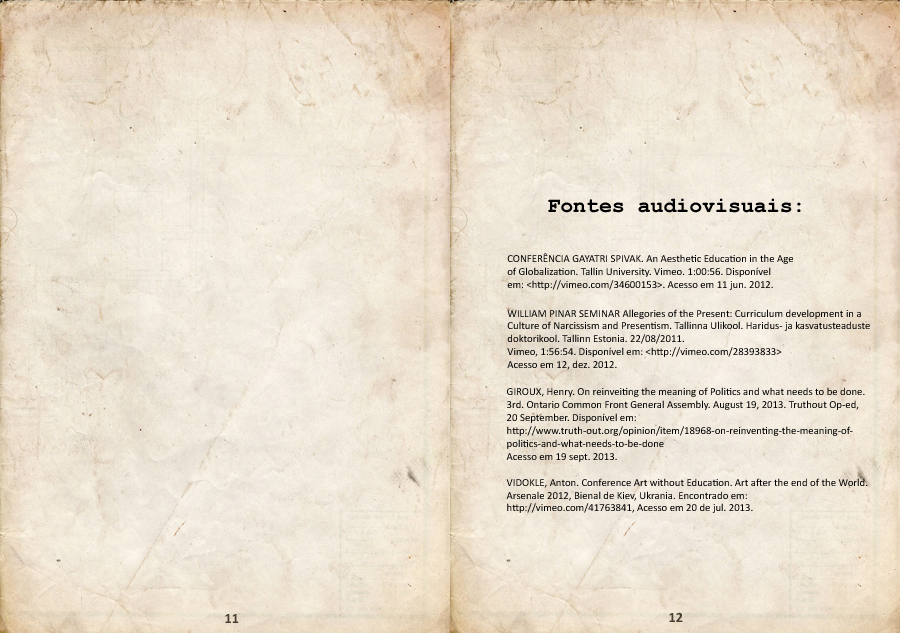 Fontes audiovisuais:
CONFERÊNCIA GAYATRI SPIVAK. An Aesthetic Education in the Age
of Globalization. Tallin University. Vimeo. 1:00:56. Disponível
em: <http://vimeo.com/34600153>. Acesso em 11 jun. 2012.
WILLIAM PINAR SEMINAR Allegories of the Present: Curriculum development in a
Culture of Narcissism and Presentism. Tallinna Ulikool. Haridus- ja kasvatusteaduste
doktorikool. Tallinn Estonia. 22/08/2011.
Vimeo, 1:56:54. Disponível em: <http://vimeo.com/28393833>
Acesso em 12, dez. 2012.
GIROUX, Henry. On reinveiting the meaning of Politics and what needs to be done.
3rd. Ontario Common Front General Assembly. August 19, 2013. Truthout Op-ed,
20 September. Disponível em:
http://www.truth-out.org/opinion/item/18968-on-reinventing-the-meaning-of-
politics-and-what-needs-to-be-done
Acesso em 19 sept. 2013.
VIDOKLE, Anton. Conference Art without Education. Art after the end of the World.
Arsenale 2012, Bienal de Kiev, Ukrania. Encontrado em:
http://vimeo.com/41763841, Acesso em 20 de jul. 2013.
11
12